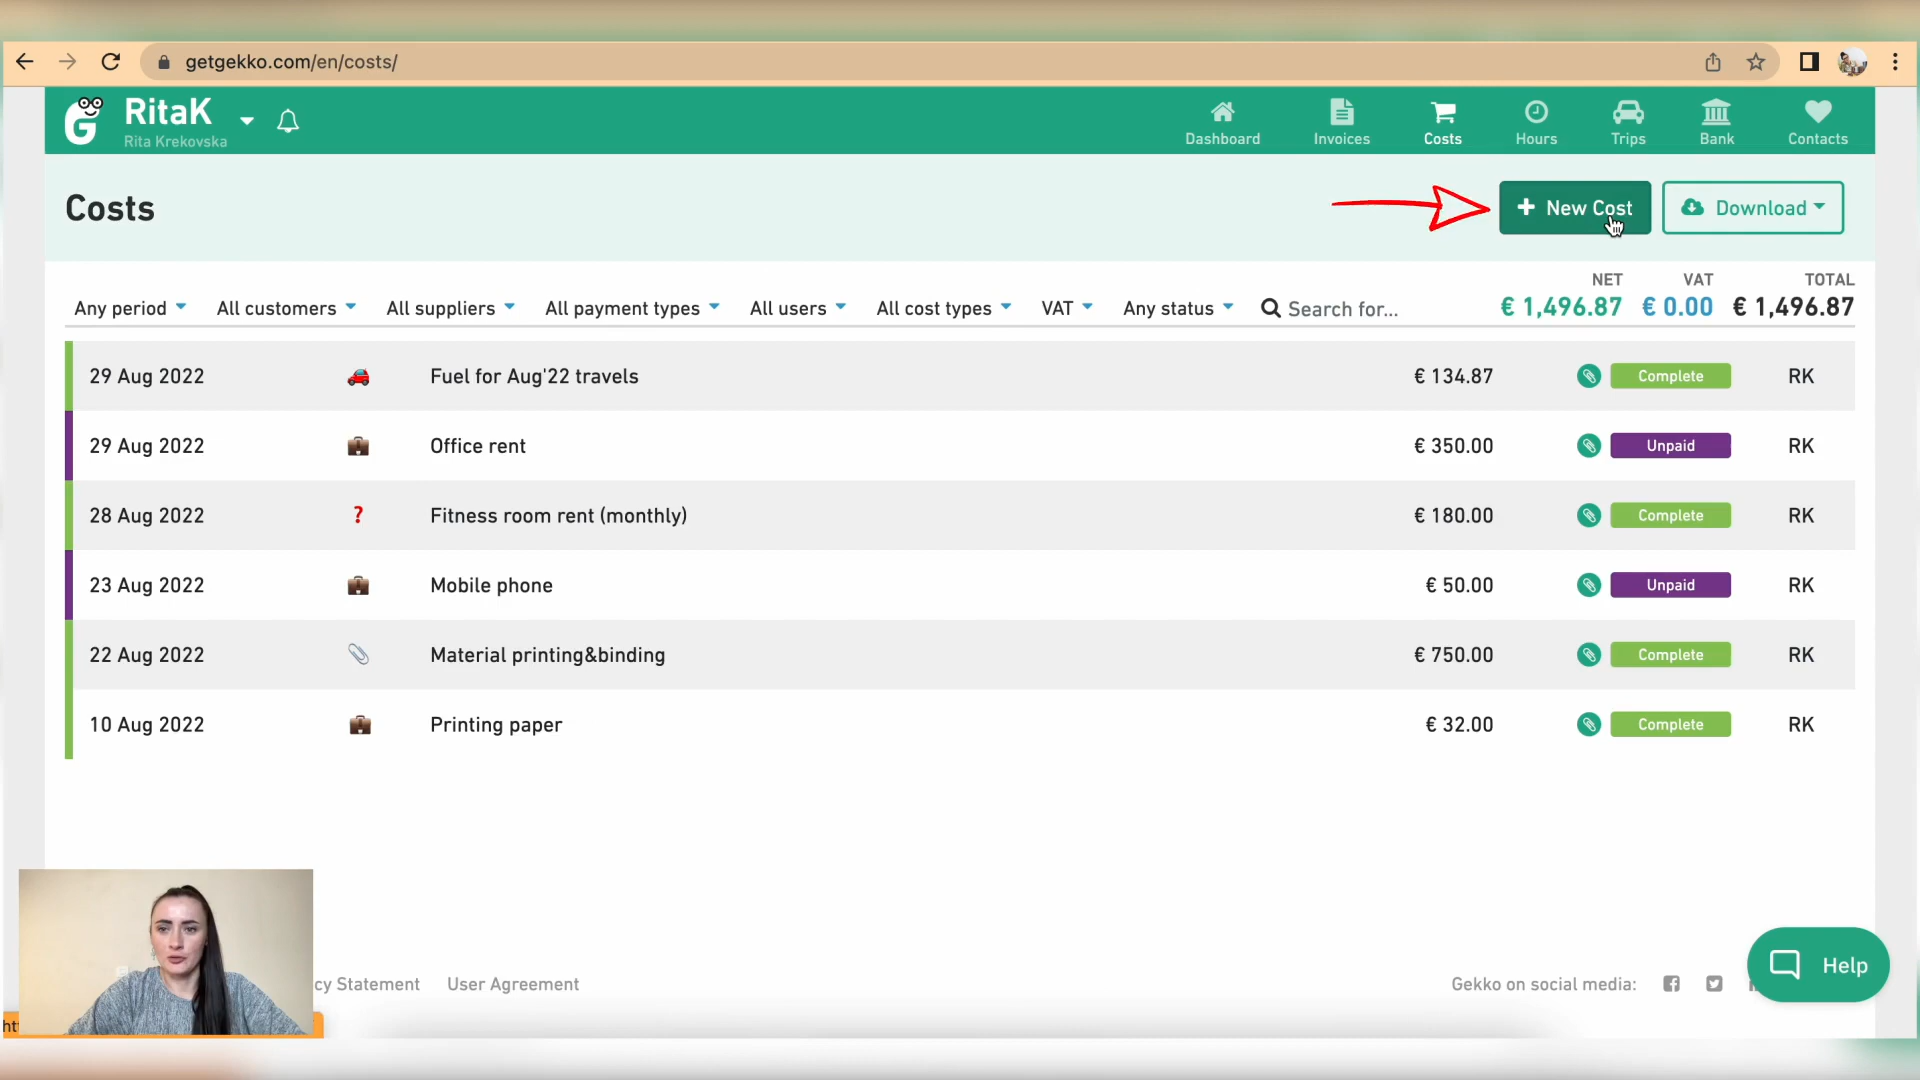 getgekko.com/en/costs/
RitaK
Rita Krekovska
Dashboard
Invoices
Costs
Hours
Trips
Bank
Contacts
Costs
+ New Cost
Download
NET VAT TOTAL
Any period All customers All suppliers All payment types All users All cost types VAT Any status Search for... € 1,496.87 € 0.00 € 1,496.87
29 Aug 2022 Fuel for Aug'22 travels € 134.87 Complete RK
29 Aug 2022 Office rent € 350.00 Unpaid RK
28 Aug 2022 ? Fitness room rent (monthly) € 180.00 Complete RK
23 Aug 2022 Mobile phone € 50.00 Unpaid RK
22 Aug 2022 Material printing&binding € 750.00 Complete RK
10 Aug 2022 Printing paper € 32.00 Complete RK
Help
cy Statement User Agreement Gekko on social media: